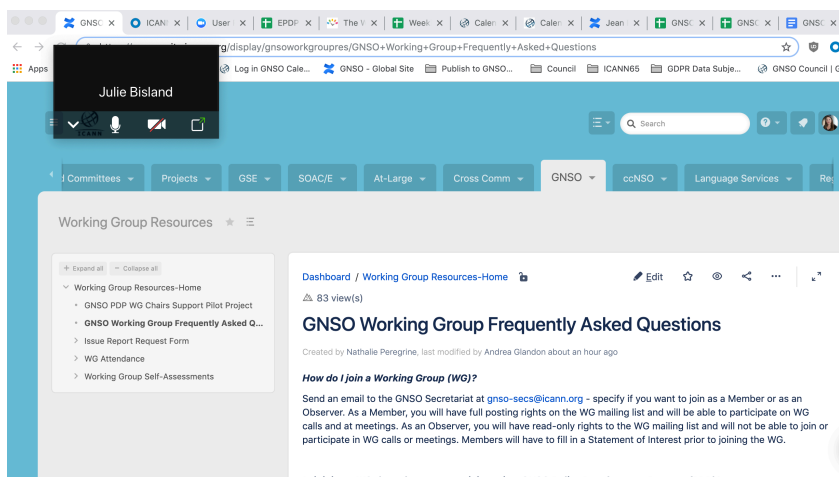 GNSO
ICANN
User
EPDP
The W
Week
Calen
Calen
Jean
GNSC
GNSC
GNSC
rg/display/gnsoworkgroupres/GNSO+Working+Group+Frequently+Asked+Questions
Apps
Log in GNSO Cale...
GNSO - Global Site
Publish to GNSO...
Council
ICANN65
GDPR Data Subje...
GNSO Council | G
Julie Bisland
ICANN
Search
d Committees
Projects
GSE
SOAC/E
At-Large
Cross Comm
GNSO
ccNSO
Language Services
Re
Working Group Resources
Expand all
Collapse all
Working Group Resources-Home
GNSO PDP WG Chairs Support Pilot Project
GNSO Working Group Frequently Asked Q...
Issue Report Request Form
WG Attendance
Working Group Self-Assessments
Dashboard / Working Group Resources-Home
Edit
83 view(s)
GNSO Working Group Frequently Asked Questions
Created by Nathalie Peregrine, last modified by Andrea Glandon about an hour ago
How do I join a Working Group (WG)?
Send an email to the GNSO Secretariat at gnso-secs@icann.org - specify if you want to join as a Member or as an
Observer. As a Member, you will have full posting rights on the WG mailing list and will be able to participate on WG
calls and at meetings. As an Observer, you will have read-only rights to the WG mailing list and will not be able to join or
participate in WG calls or meetings. Members will have to fill in a Statement of Interest prior to joining the WG.